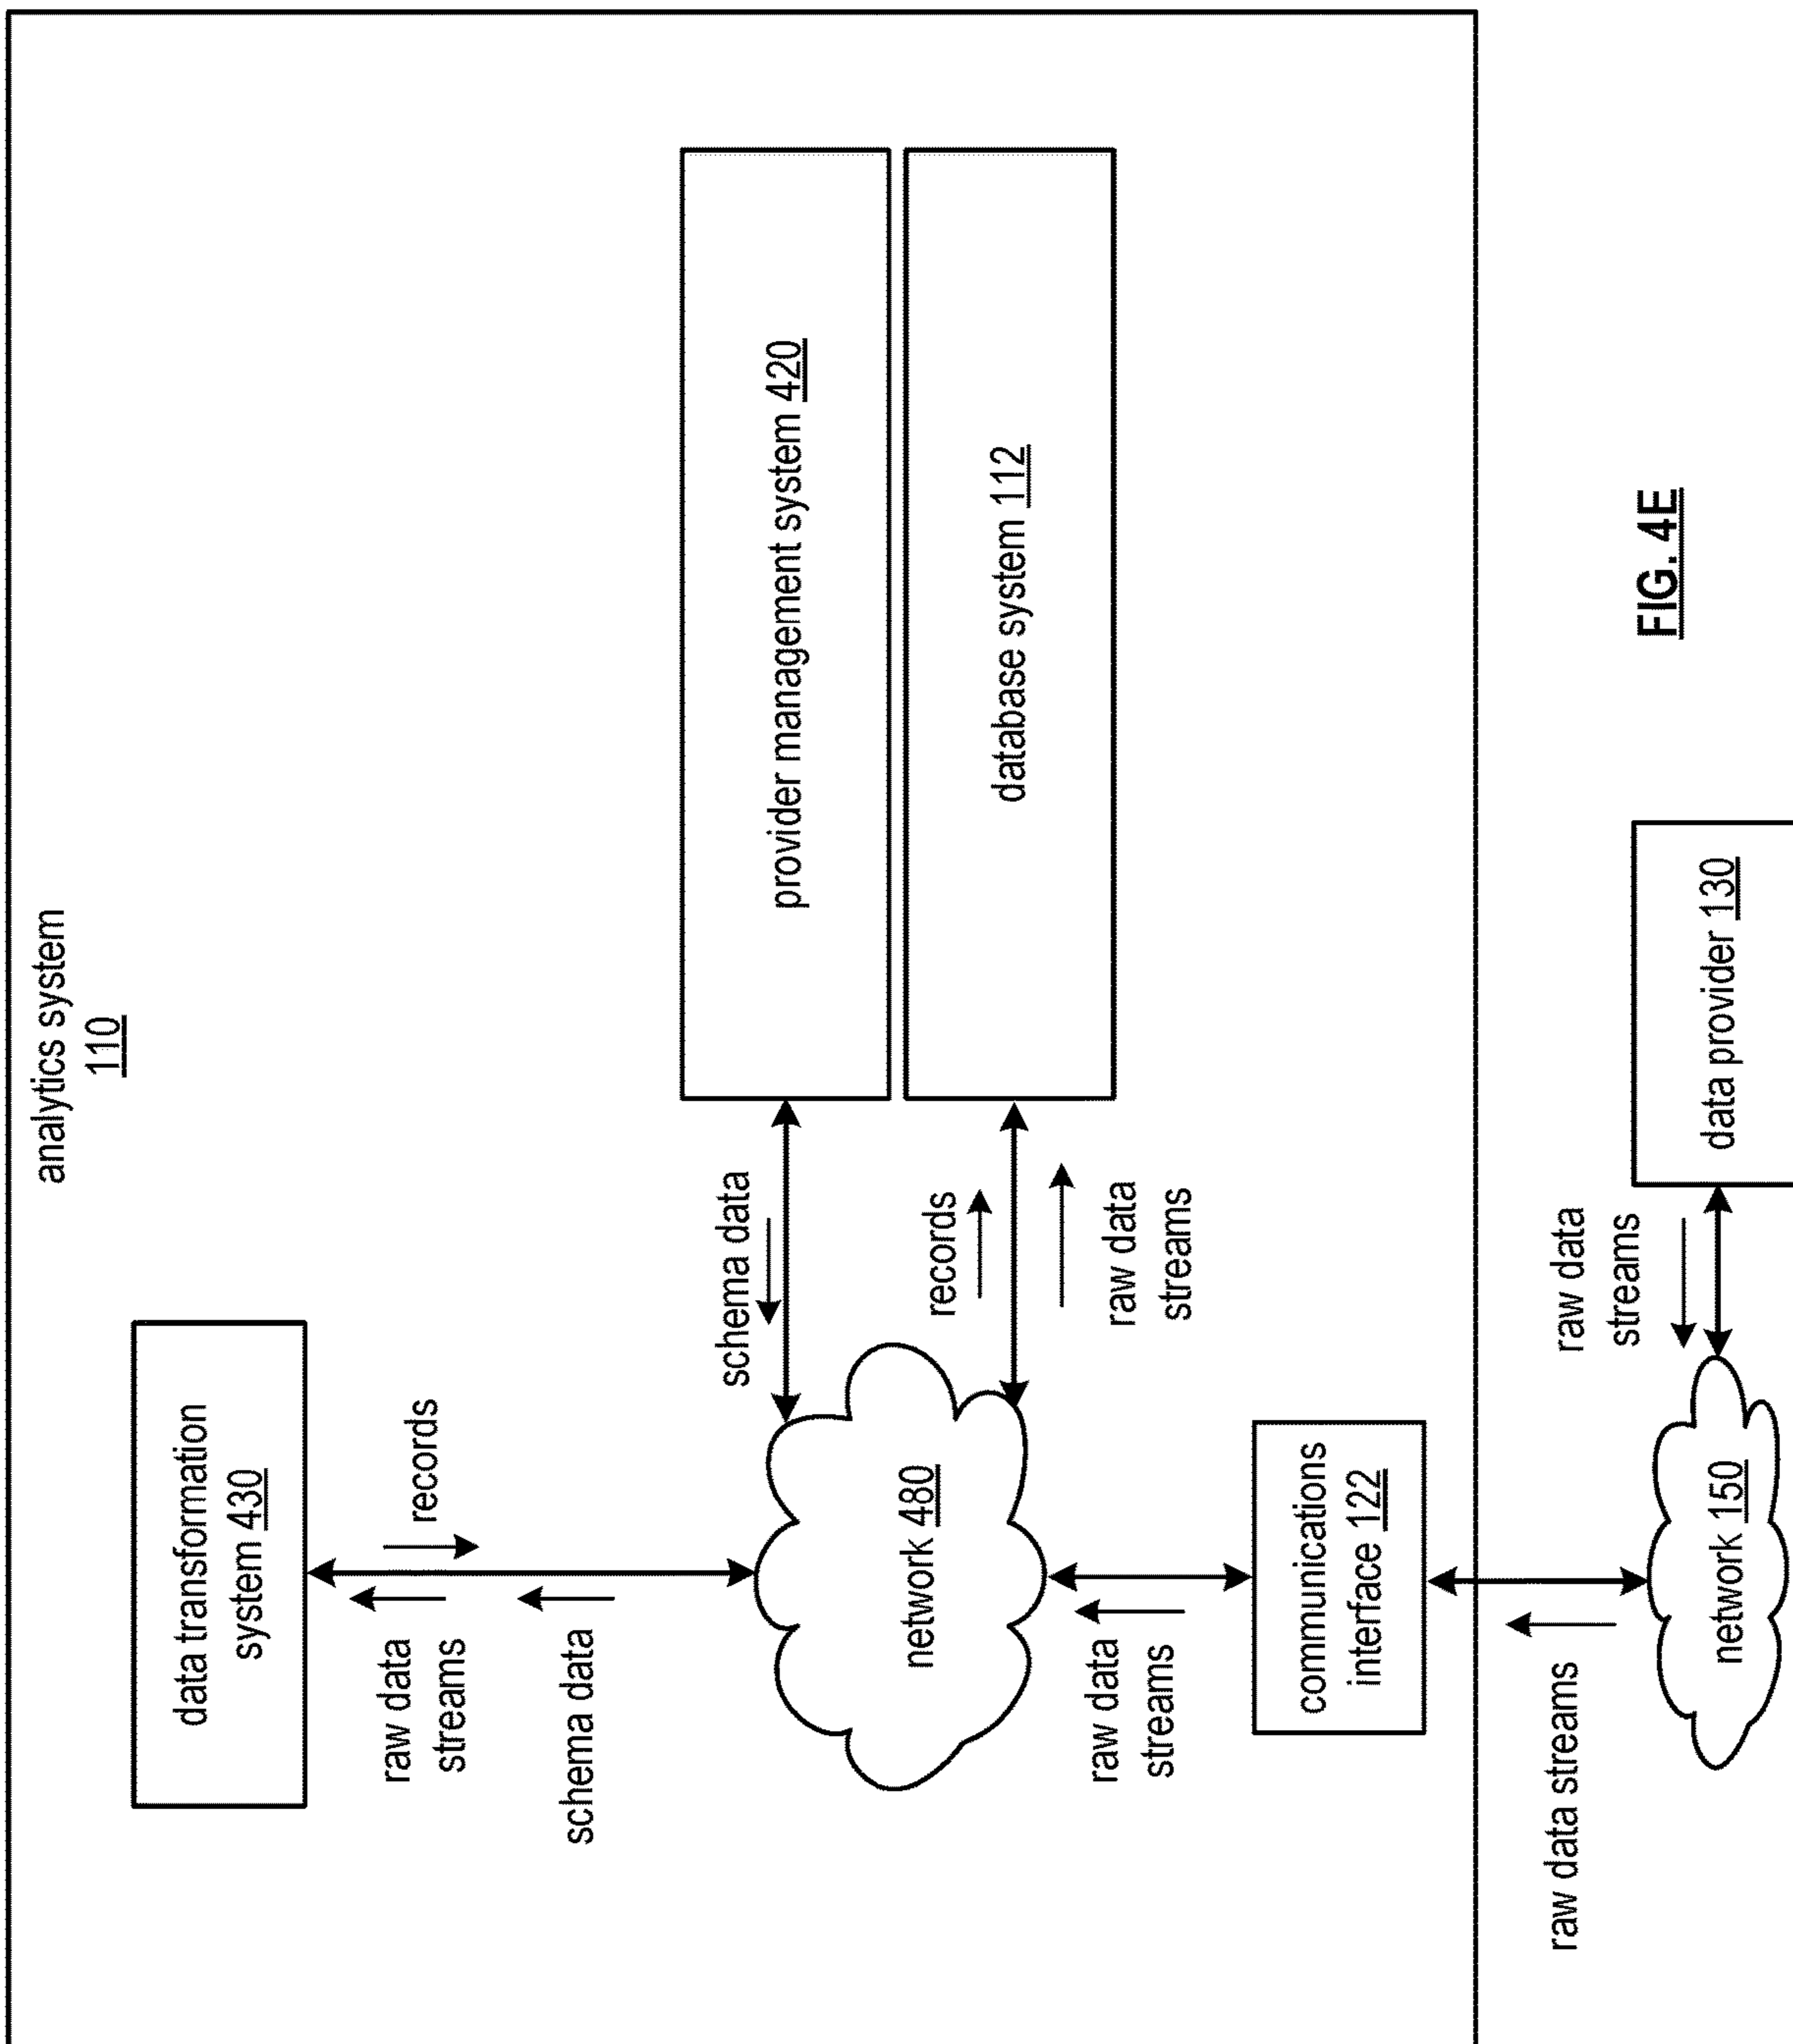 analytics system
110
data transformation
system 430
records
raw data
streams
schema data
provider management system 420
schema data
database system 112
records
raw data
streams
network 480
raw data
streams
communications
interface 122
raw data streams
network 150
raw data
streams
data provider 130
FIG. 4E